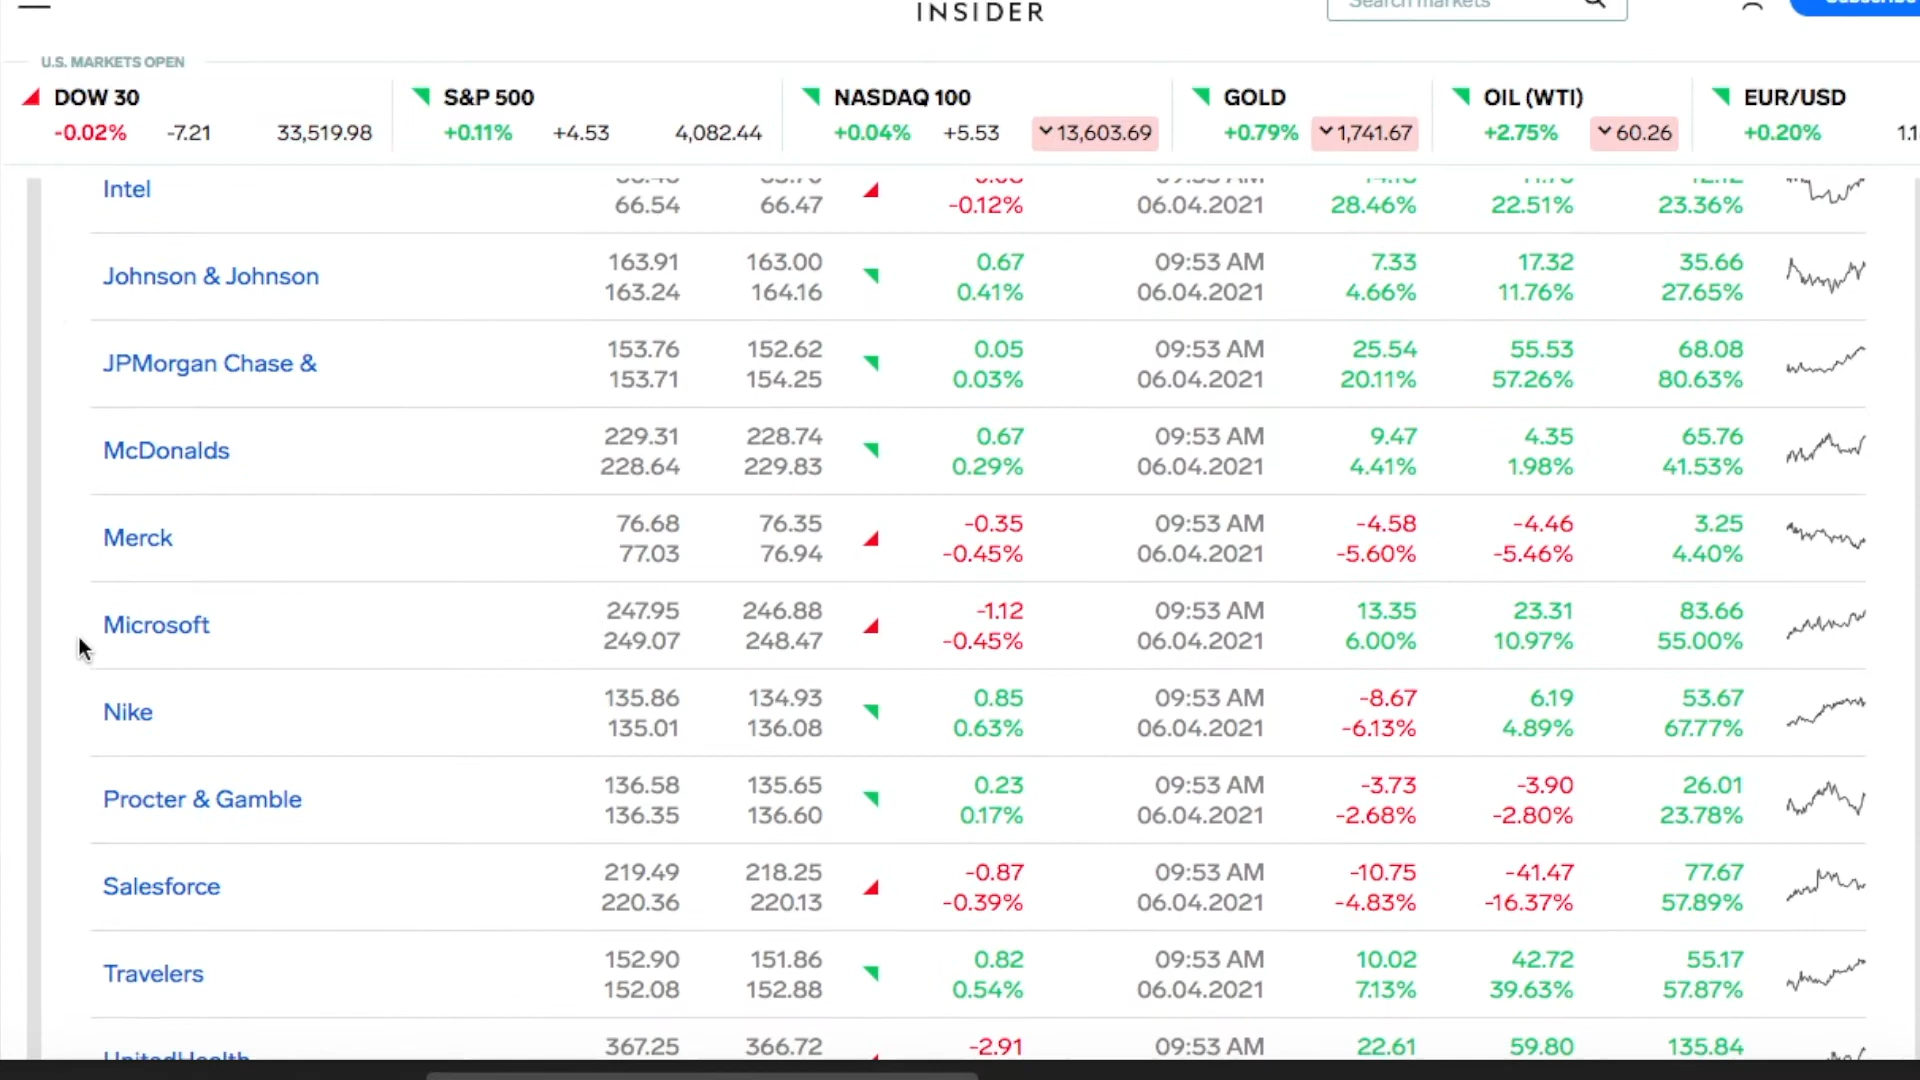 INSIDER
Search markets
Subscribe
U.S. MARKETS OPEN
DOW 30
-0.02% -7.21 33,519.98
S&P 500
+0.11% +4.53 4,082.44
NASDAQ 100
+0.04% +5.53 13,603.69
GOLD
+0.79% 1,741.67
OIL (WTI)
+2.75% 60.26
EUR/USD
+0.20%
Intel
66.54 66.47 -0.12% 06.04.2021 28.46% 22.51% 23.36%
163.91 163.00 0.67 09:53 AM 7.33 17.32 35.66
Johnson & Johnson
163.24 164.16 0.41% 06.04.2021 4.66% 11.76% 27.65%
153.76 152.62 0.05 09:53 AM 25.54 55.53 68.08
JPMorgan Chase &
153.71 154.25 0.03% 06.04.2021 20.11% 57.26% 80.63%
229.31 228.74 0.67 09:53 AM 9.47 4.35 65.76
McDonalds
228.64 229.83 0.29% 06.04.2021 4.41% 1.98% 41.53%
76.68 76.35 -0.35 09:53 AM -4.58 -4.46 3.25
Merck
77.03 76.94 -0.45% 06.04.2021 -5.60% -5.46% 4.40%
247.95 246.88 -1.12 09:53 AM 13.35 23.31 83.66
Microsoft
249.07 248.47 -0.45% 06.04.2021 6.00% 10.97% 55.00%
135.86 134.93 0.85 09:53 AM -8.67 6.19 53.67
Nike
135.01 136.08 0.63% 06.04.2021 -6.13% 4.89% 67.77%
136.58 135.65 0.23 09:53 AM -3.73 -3.90 26.01
Procter & Gamble
136.35 136.60 0.17% 06.04.2021 -2.68% -2.80% 23.78%
219.49 218.25 -0.87 09:53 AM -10.75 -41.47 77.67
Salesforce
220.36 220.13 -0.39% 06.04.2021 -4.83% -16.37% 57.89%
152.90 151.86 0.82 09:53 AM 10.02 42.72 55.17
Travelers
152.08 152.88 0.54% 06.04.2021 7.13% 39.63% 57.87%
367.25 366.72 -2.91 09:53 AM 22.61 59.80 135.84
UnitedHealth